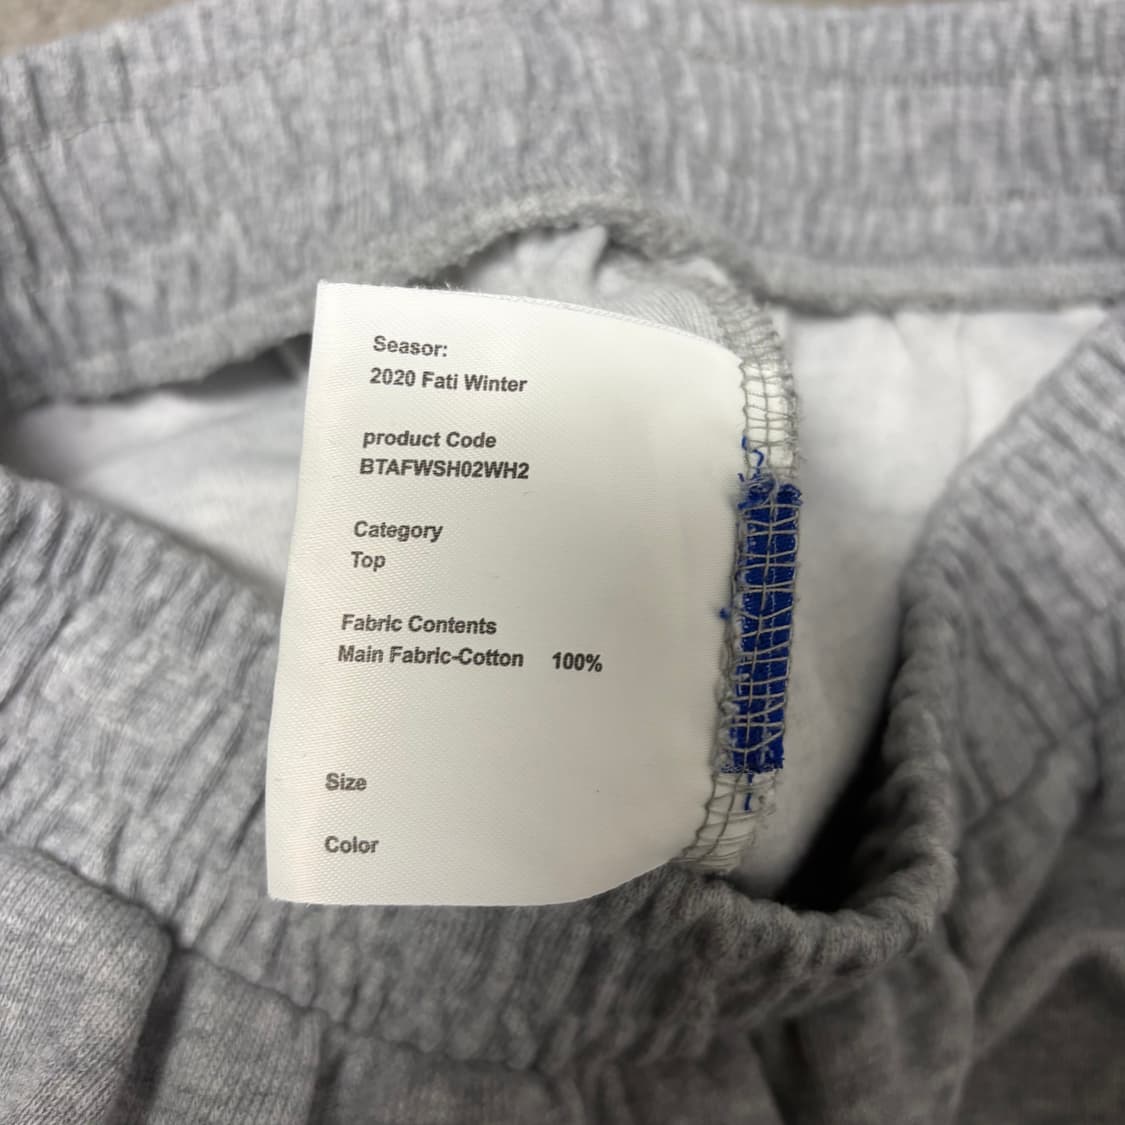 Seasor:
2020 Fati Winter
product Code
BTAFWSH02WH2
Category
Top
Fabric Contents
Main Fabric-Cotton 100%
Size
Color